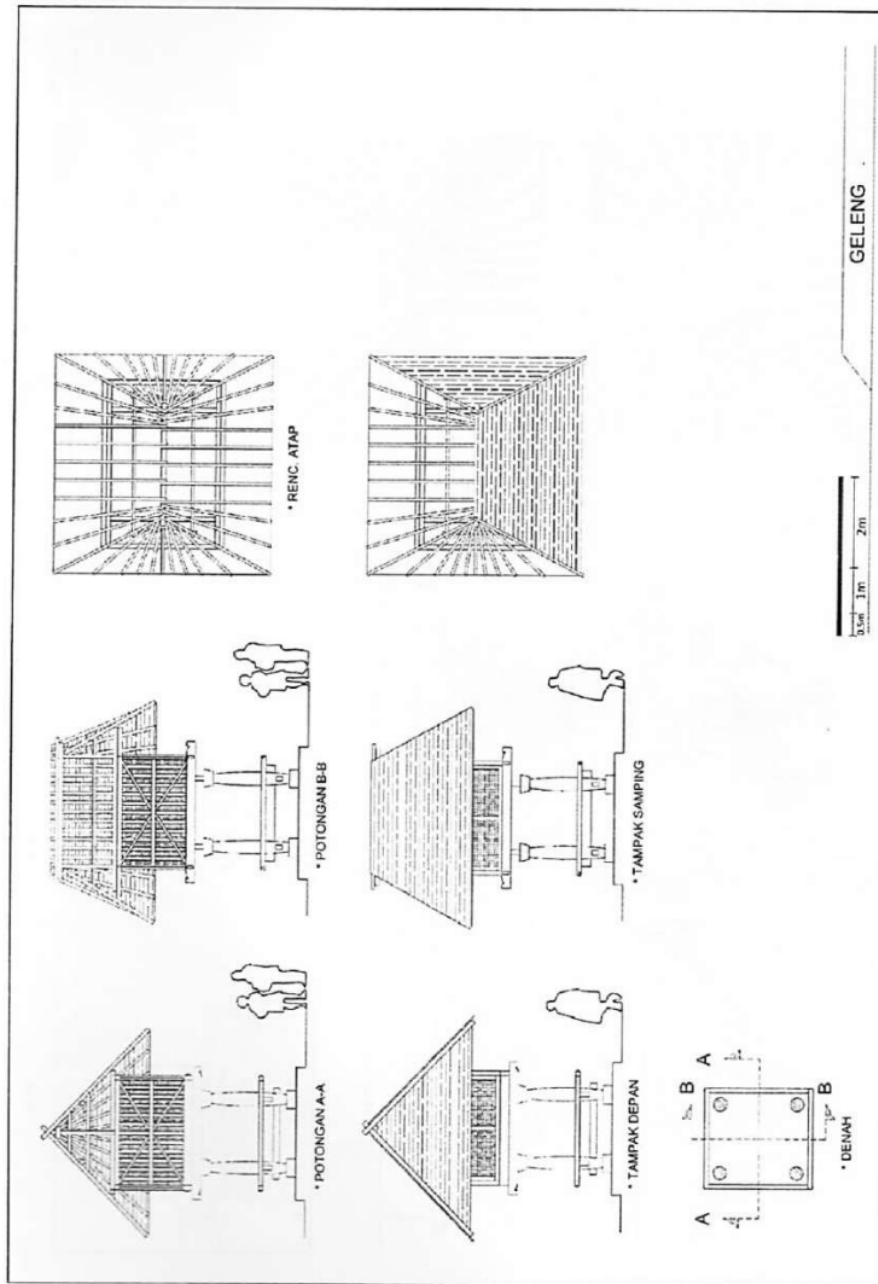 * POTONGAN A-A
* POTONGAN B-B
* RENC. ATAP
* TAMPAK DEPAN
* TAMPAK SAMPING
A
A
B
B
* DENAH
0.5m 1m 2m
GELENG